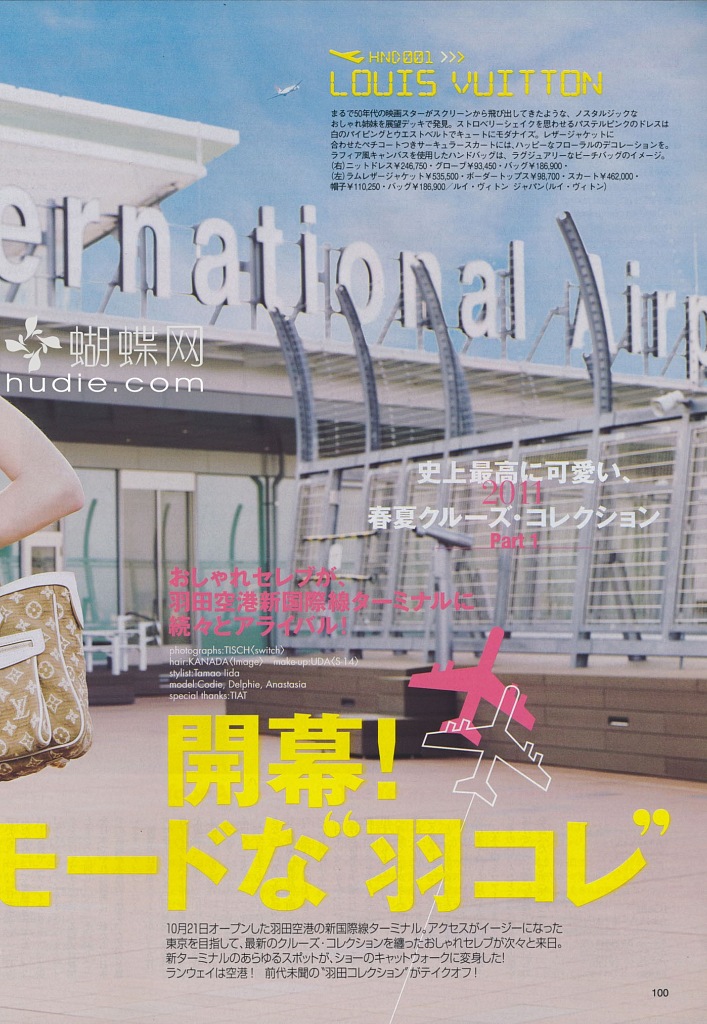 HND001 >>>
LOUIS VUITTON
まるで50年代の映画スターがスクリーンから飛び出してきたような、ノスタルジックな
おしゃれ姉妹を展望デッキで発見。ストロベリーシェイクを思わせるパステルピンクのドレスは
白のパイピングとウエストベルトでキュートにモダナイズ。レザージャケットに
合わせたペチコートつきサーキュラースカートには、ハッピーなフローラルのデコレーションを。
ラフィア風キャンバスを使用したハンドバッグは、ラグジュアリーなビーチバッグのイメージ。
(右)ニットドレス¥246,750・グローブ¥93,450・バッグ¥186,900・
(左)ラムレザージャケット¥535,500・ボーダートップス¥98,700・スカート¥462,000・
帽子¥110,250・バッグ¥186,900/ルイ・ヴィトン ジャパン(ルイ・ヴィトン)
ernational Airp
蝴蝶网
hudie.com
史上最高に可愛い、
2011
春夏クルーズ・コレクション
Part 1
おしゃれセレブが、
羽田空港新国際線ターミナルに
続々とアライバル!
photographs:TISCH〈switch〉
hair:KANADA〈Image〉 make-up:UDA〈S-14〉
stylist:Tamao Iida
model:Codie, Delphie, Anastasia
special thanks:TIAT
開幕!
モードな“羽コレ”
10月21日オープンした羽田空港の新国際線ターミナル。アクセスがイージーになった
東京を目指して、最新のクルーズ・コレクションを纏ったおしゃれセレブが次々と来日。
新ターミナルのあらゆるスポットが、ショーのキャットウォークに変身した!
ランウェイは空港! 前代未聞の“羽田コレクション”がテイクオフ!
100